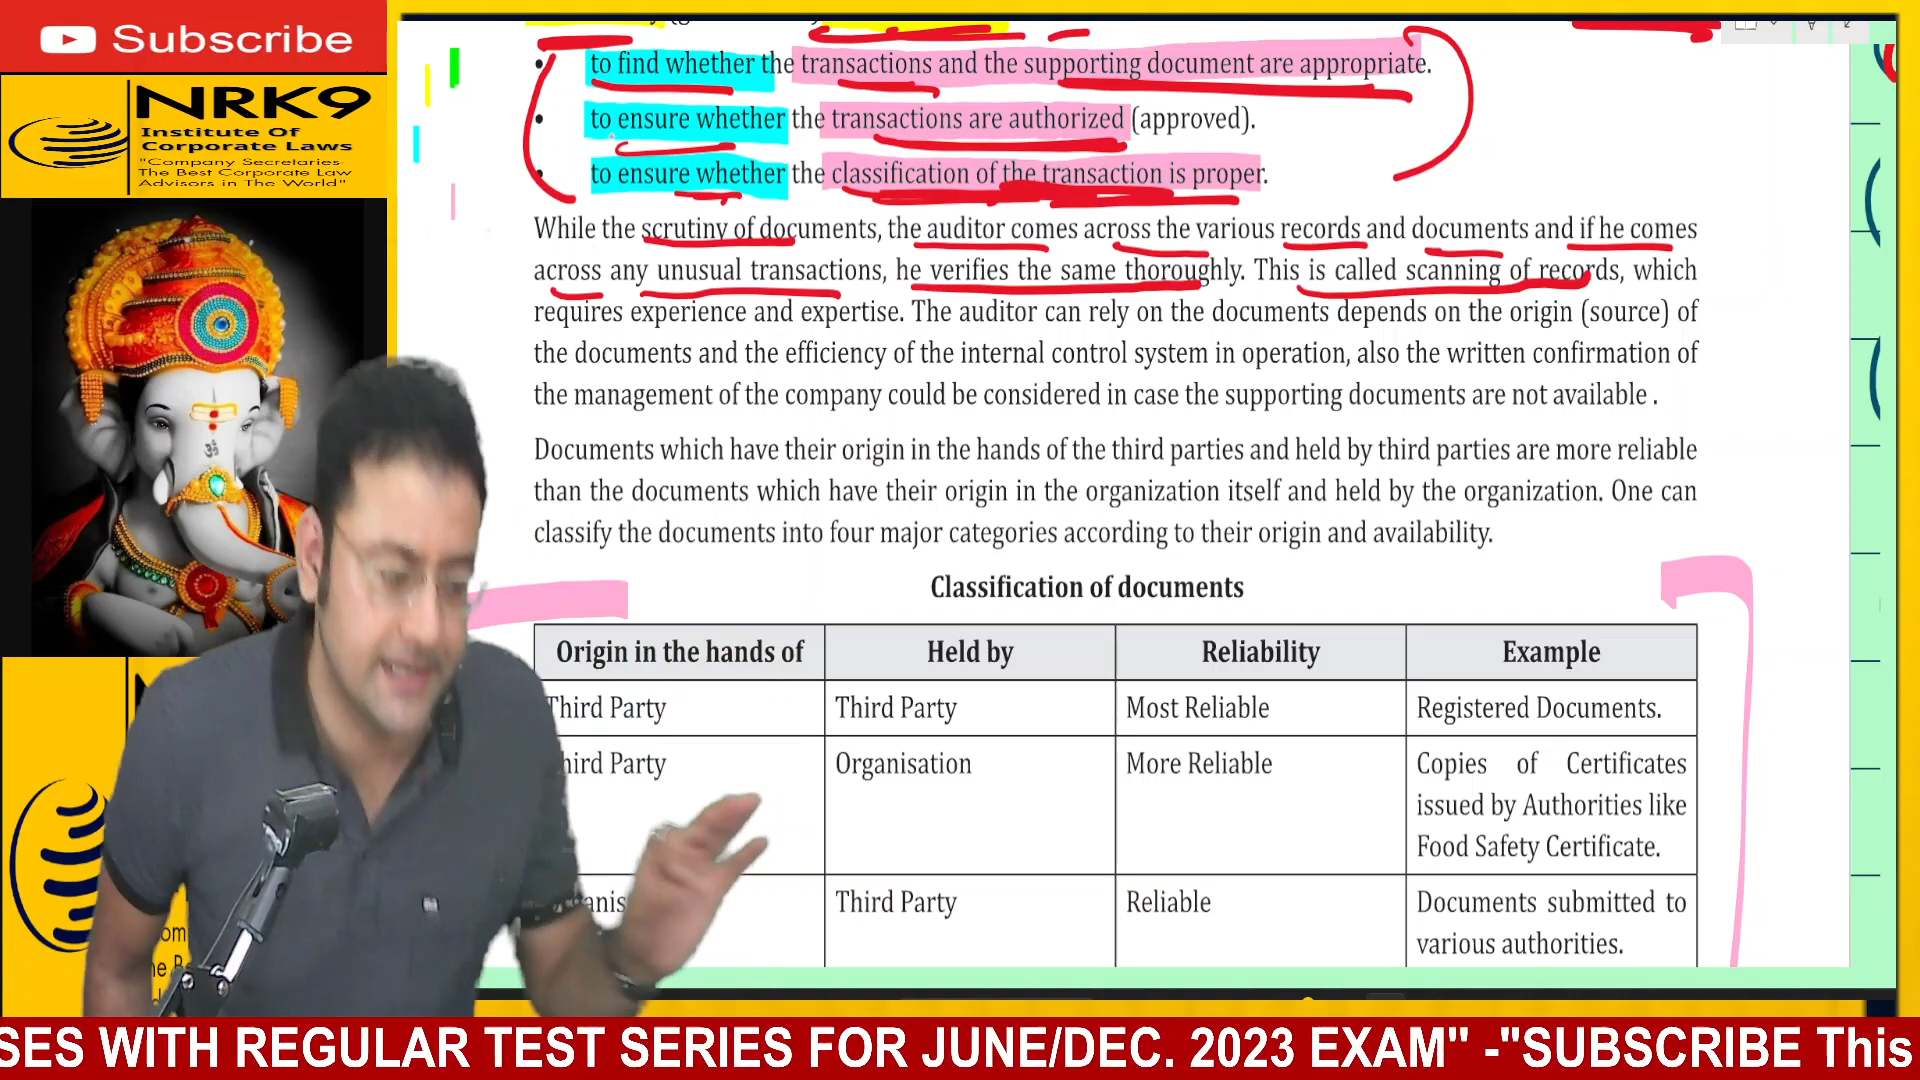 Subscribe
NRK9
Institute Of
Corporate Laws
"Company Secretaries-
The Best Corporate Law
Advisors in The World"
• to find whether the transactions and the supporting document are appropriate.
• to ensure whether the transactions are authorized (approved).
• to ensure whether the classification of the transaction is proper.
While the scrutiny of documents, the auditor comes across the various records and documents and if he comes
across any unusual transactions, he verifies the same thoroughly. This is called scanning of records, which
requires experience and expertise. The auditor can rely on the documents depends on the origin (source) of
the documents and the efficiency of the internal control system in operation, also the written confirmation of
the management of the company could be considered in case the supporting documents are not available .
Documents which have their origin in the hands of the third parties and held by third parties are more reliable
than the documents which have their origin in the organization itself and held by the organization. One can
classify the documents into four major categories according to their origin and availability.
Classification of documents
Origin in the hands of Held by Reliability Example
Third Party Third Party Most Reliable Registered Documents.
Third Party Organisation More Reliable Copies of Certificates
issued by Authorities like
Food Safety Certificate.
Third Party Reliable Documents submitted to
various authorities.
SES WITH REGULAR TEST SERIES FOR JUNE/DEC. 2023 EXAM" -"SUBSCRIBE This